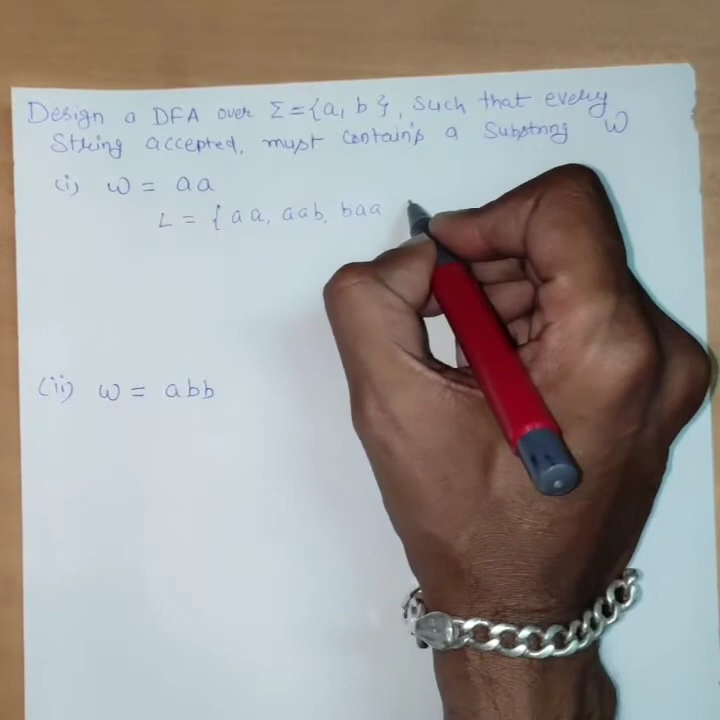 Design a DFA over Σ={a, b}, such that every
String accepted, must contains a substring w
(i) w = aa
L = {aa, aab, baa
(ii) w = abb